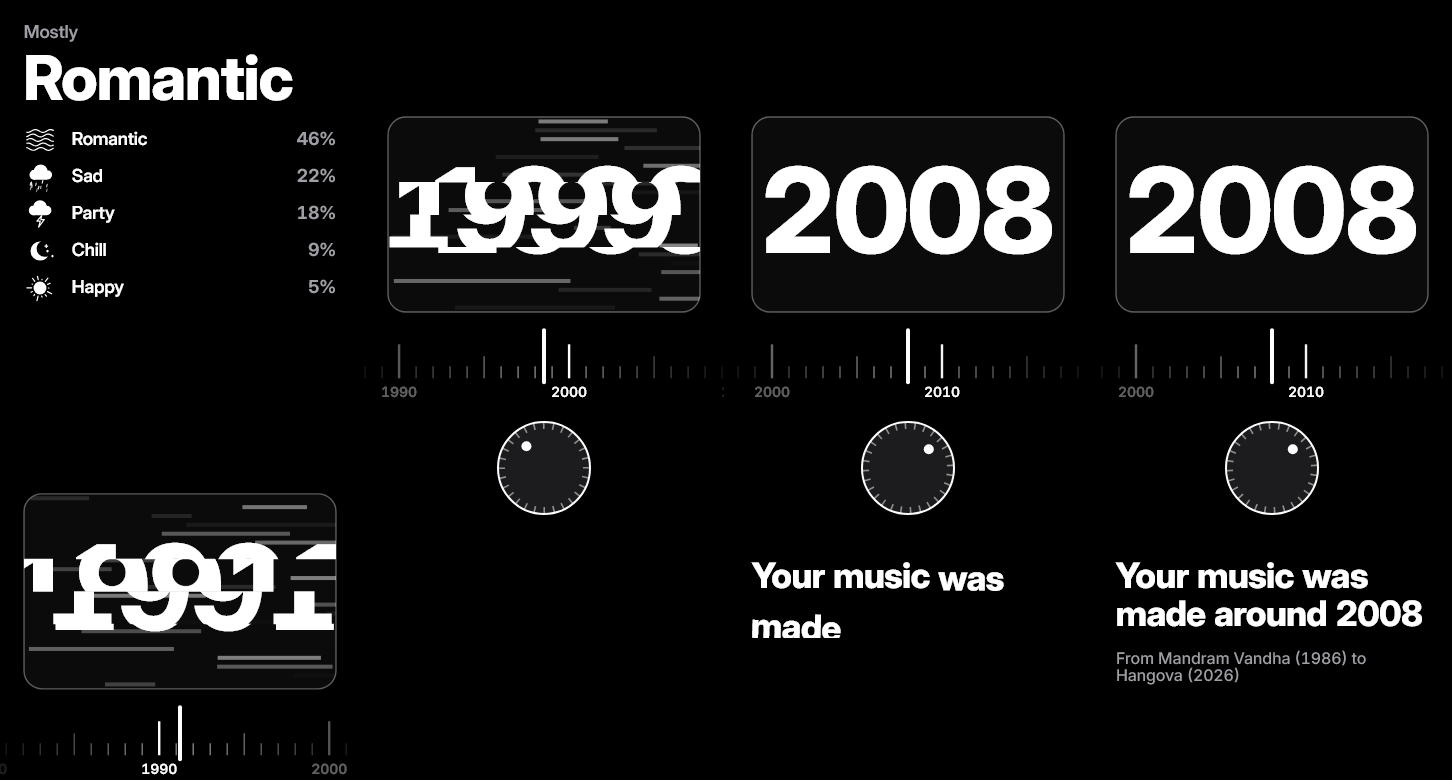 Mostly
Romantic
Romantic 46%
Sad 22%
Party 18%
Chill 9%
Happy 5%
1991
1990 2000
1999
1990 2000
2008
2000 2010
Your music was
made
2008
2000 2010
Your music was
made around 2008
From Mandram Vandha (1986) to
Hangova (2026)